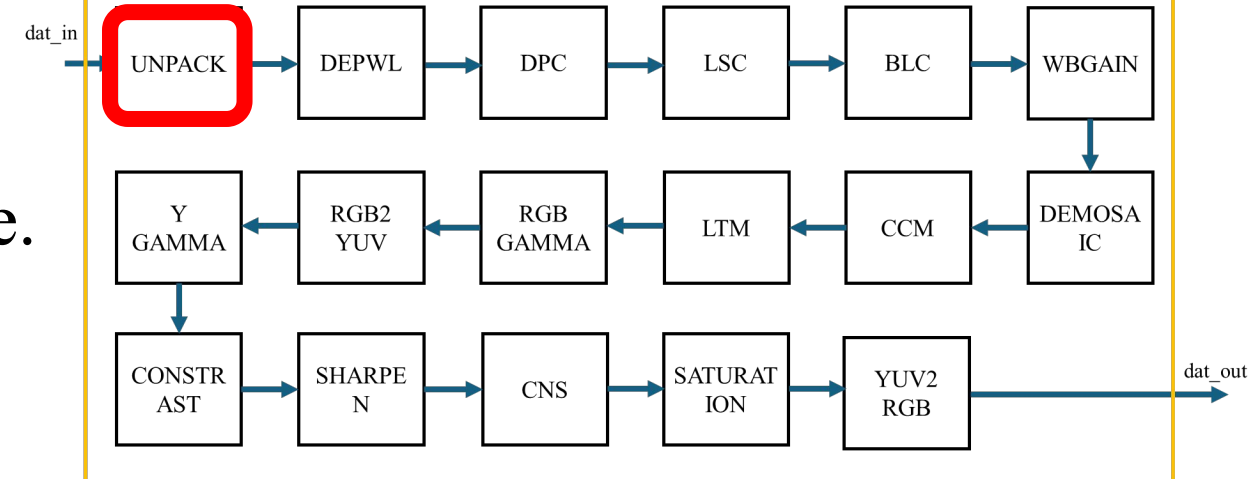 dat_in
UNPACK
DEPWL
DPC
LSC
BLC
WBGAIN
e.
Y
GAMMA
RGB2
YUV
RGB
GAMMA
LTM
CCM
DEMOSA
IC
CONSTR
AST
SHARPE
N
CNS
SATURAT
ION
YUV2
RGB
dat_out